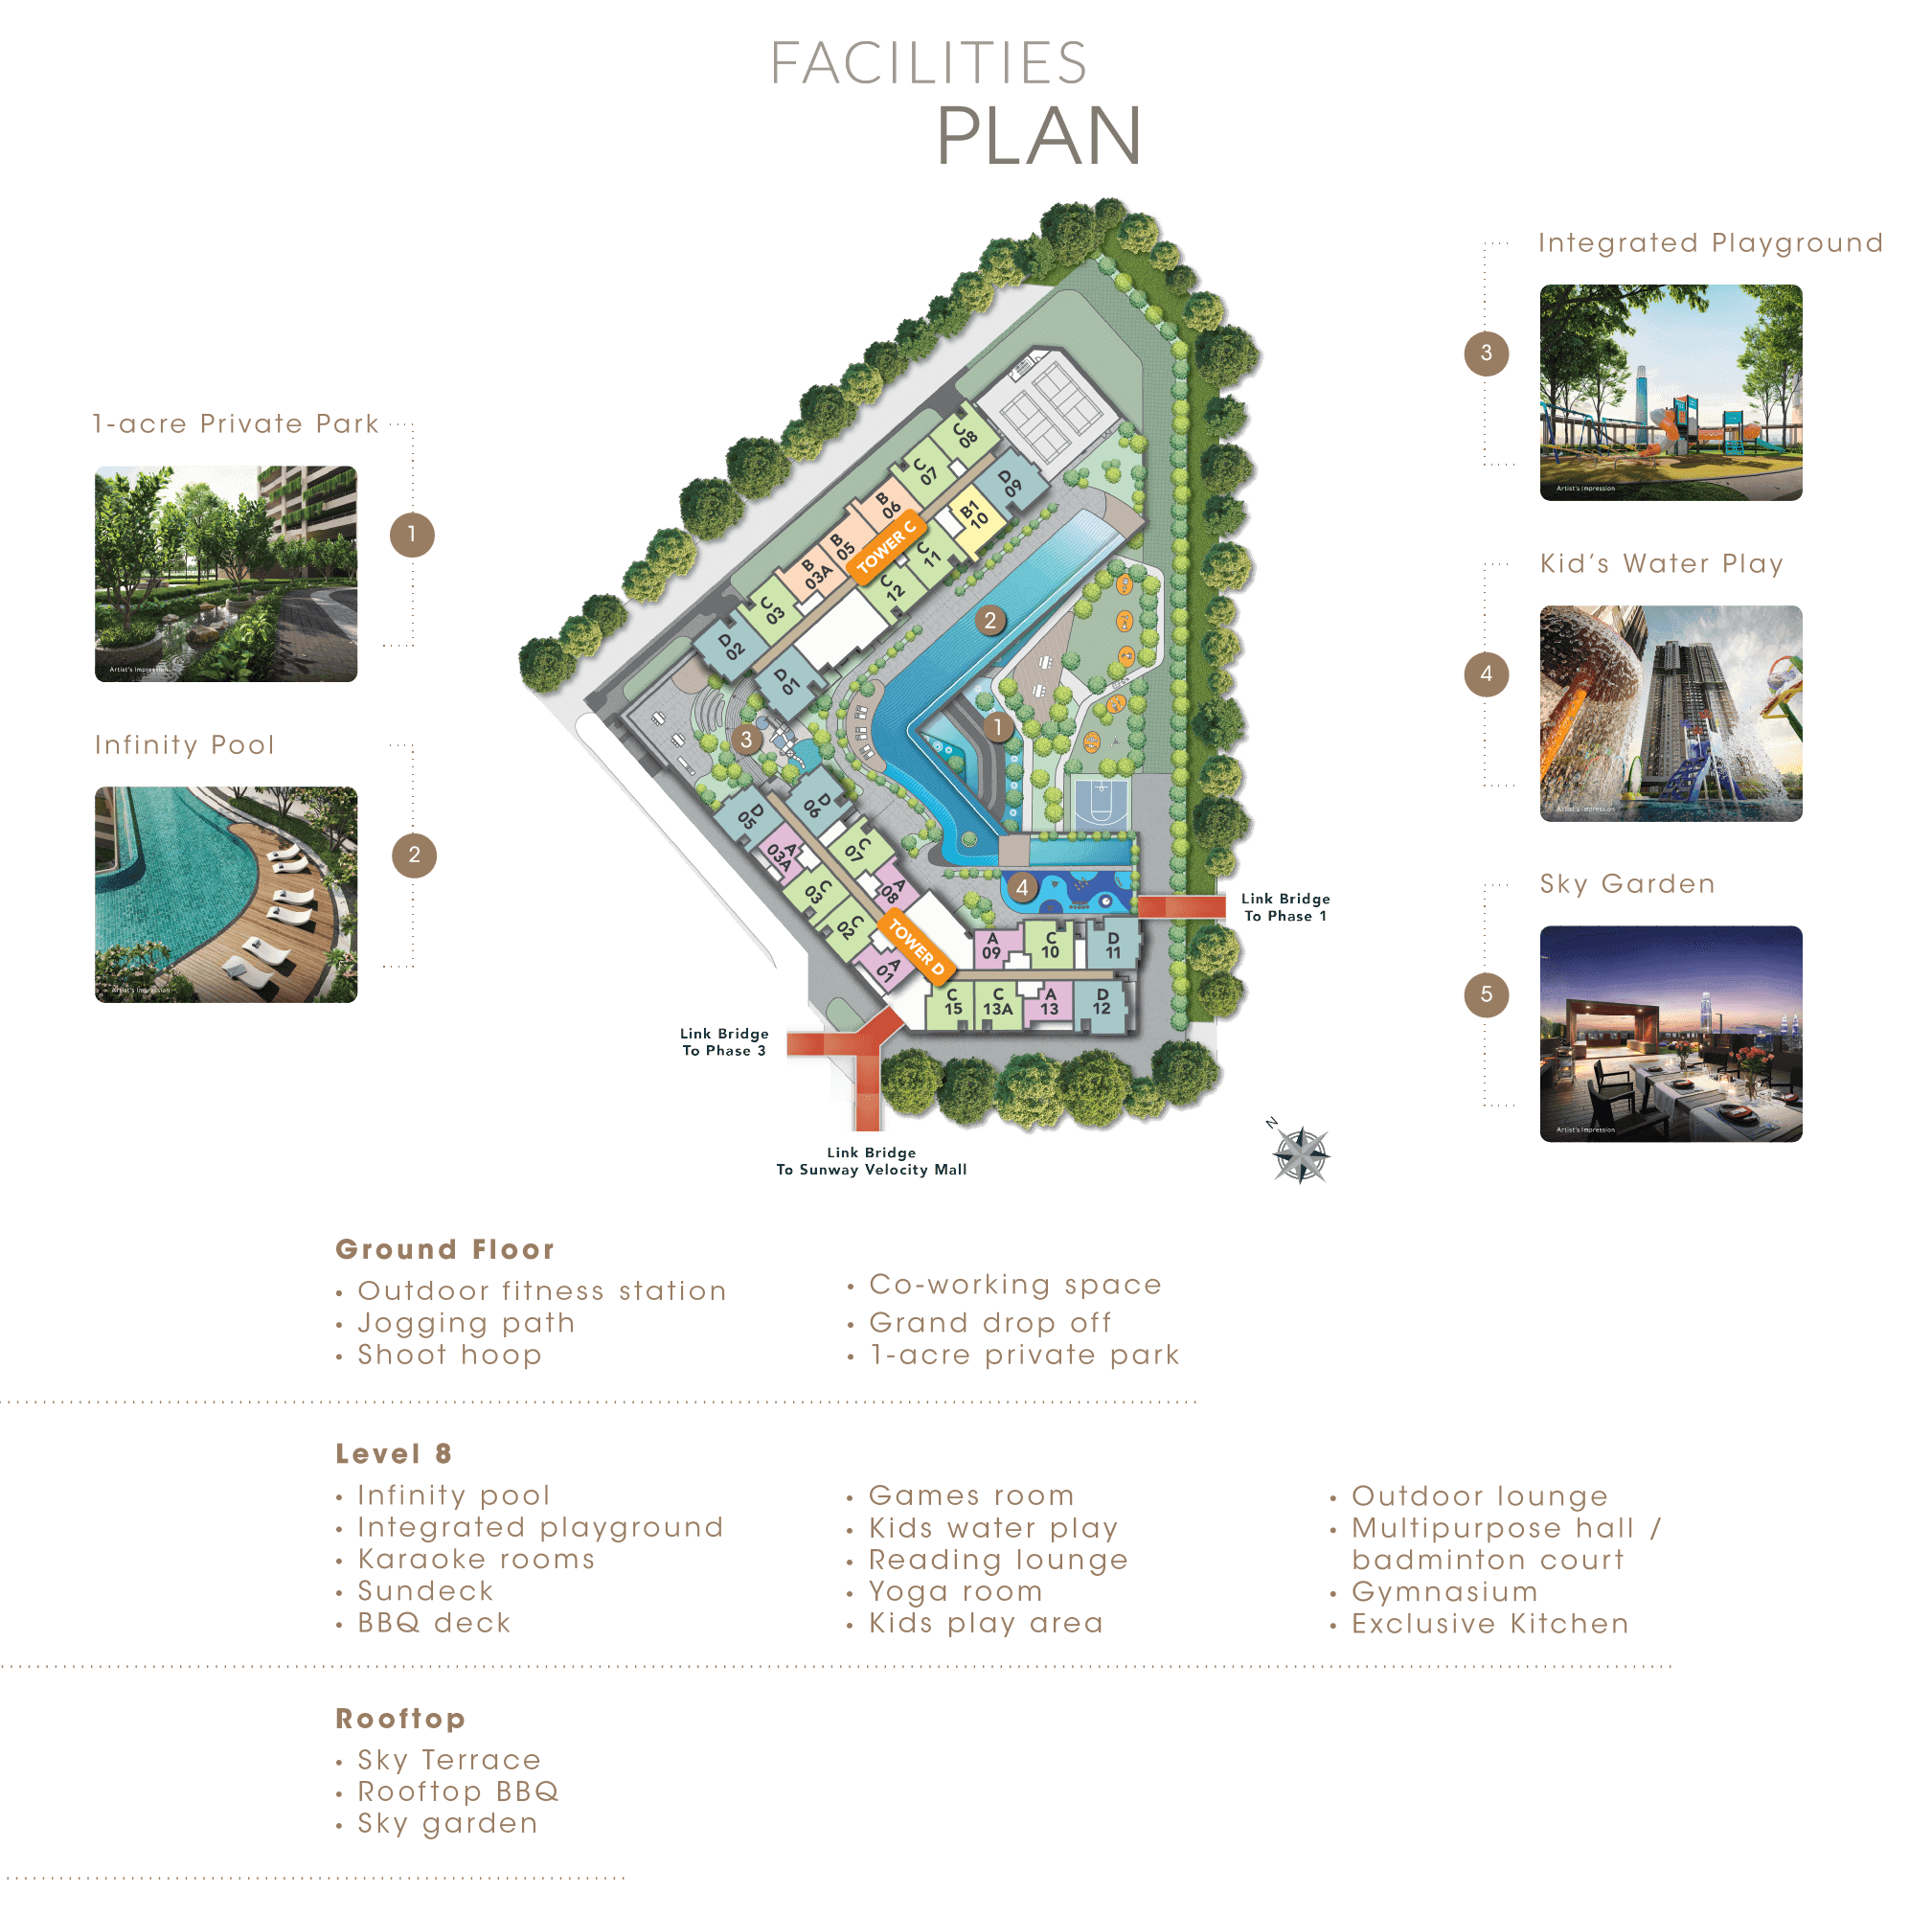 FACILITIES
PLAN
1-acre Private Park
1
Artist's Impression
Infinity Pool
2
Artist's Impression
Integrated Playground
3
Artist's Impression
Kid's Water Play
4
Artist's Impression
Sky Garden
5
Artist's Impression
C
08
C
07
B
06
B
05
B
03A
C
03
D
02
D
01
D
09
B1
10
C
11
C
12
TOWER C
2
1
3
4
D
05
D
06
A
03A
C
07
C
03
A
08
C
02
A
01
TOWER D
A
09
C
10
D
11
C
15
C
13A
A
13
D
12
Link Bridge
To Phase 1
Link Bridge
To Phase 3
Link Bridge
To Sunway Velocity Mall
N
Ground Floor
• Outdoor fitness station
• Jogging path
• Shoot hoop
• Co-working space
• Grand drop off
• 1-acre private park
Level 8
• Infinity pool
• Integrated playground
• Karaoke rooms
• Sundeck
• BBQ deck
• Games room
• Kids water play
• Reading lounge
• Yoga room
• Kids play area
• Outdoor lounge
• Multipurpose hall /
badminton court
• Gymnasium
• Exclusive Kitchen
Rooftop
• Sky Terrace
• Rooftop BBQ
• Sky garden